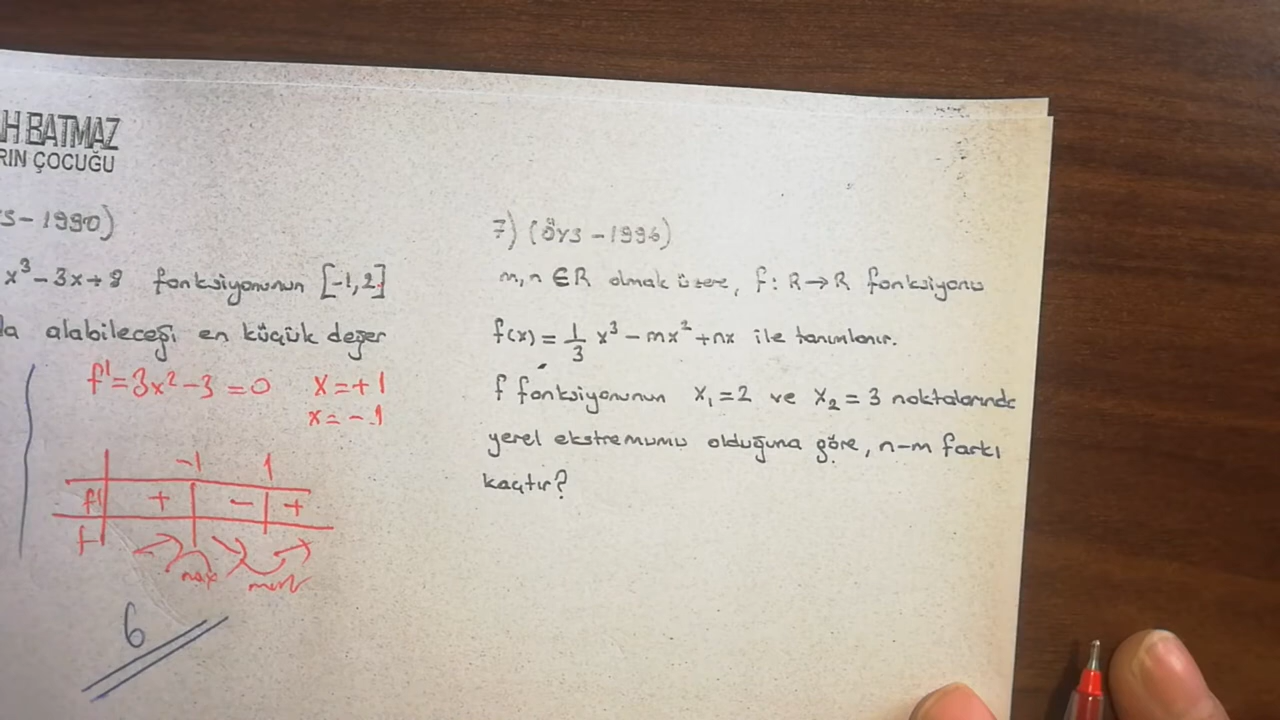 AH BATMAZ
RIN ÇOCUĞU
S-1990)
x³-3x+8 fonksiyonunun [-1,2]
da alabileceği en küçük değer
f'=3x²-3=0 x=+1
x=-1
-1 1
f' + - +
f
max min
6
7) (ÖYS-1996)
m,n ∈R olmak üzere, f: R→R fonksiyonu
f(x)= 1/3 x³-mx²+nx ile tanımlanır.
f fonksiyonunun x₁=2 ve x₂=3 noktalarında
yerel ekstremumu olduğuna göre, n-m farkı
kaçtır?